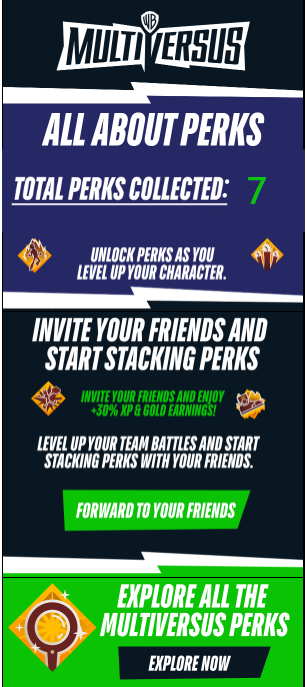 WB
MULTIVERSUS
ALL ABOUT PERKS
TOTAL PERKS COLLECTED: 7
UNLOCK PERKS AS YOU
LEVEL UP YOUR CHARACTER.
INVITE YOUR FRIENDS AND
START STACKING PERKS
INVITE YOUR FRIENDS AND ENJOY
+30% XP & GOLD EARNINGS!
LEVEL UP YOUR TEAM BATTLES AND START
STACKING PERKS WITH YOUR FRIENDS.
FORWARD TO YOUR FRIENDS
EXPLORE ALL THE
MULTIVERSUS PERKS
EXPLORE NOW